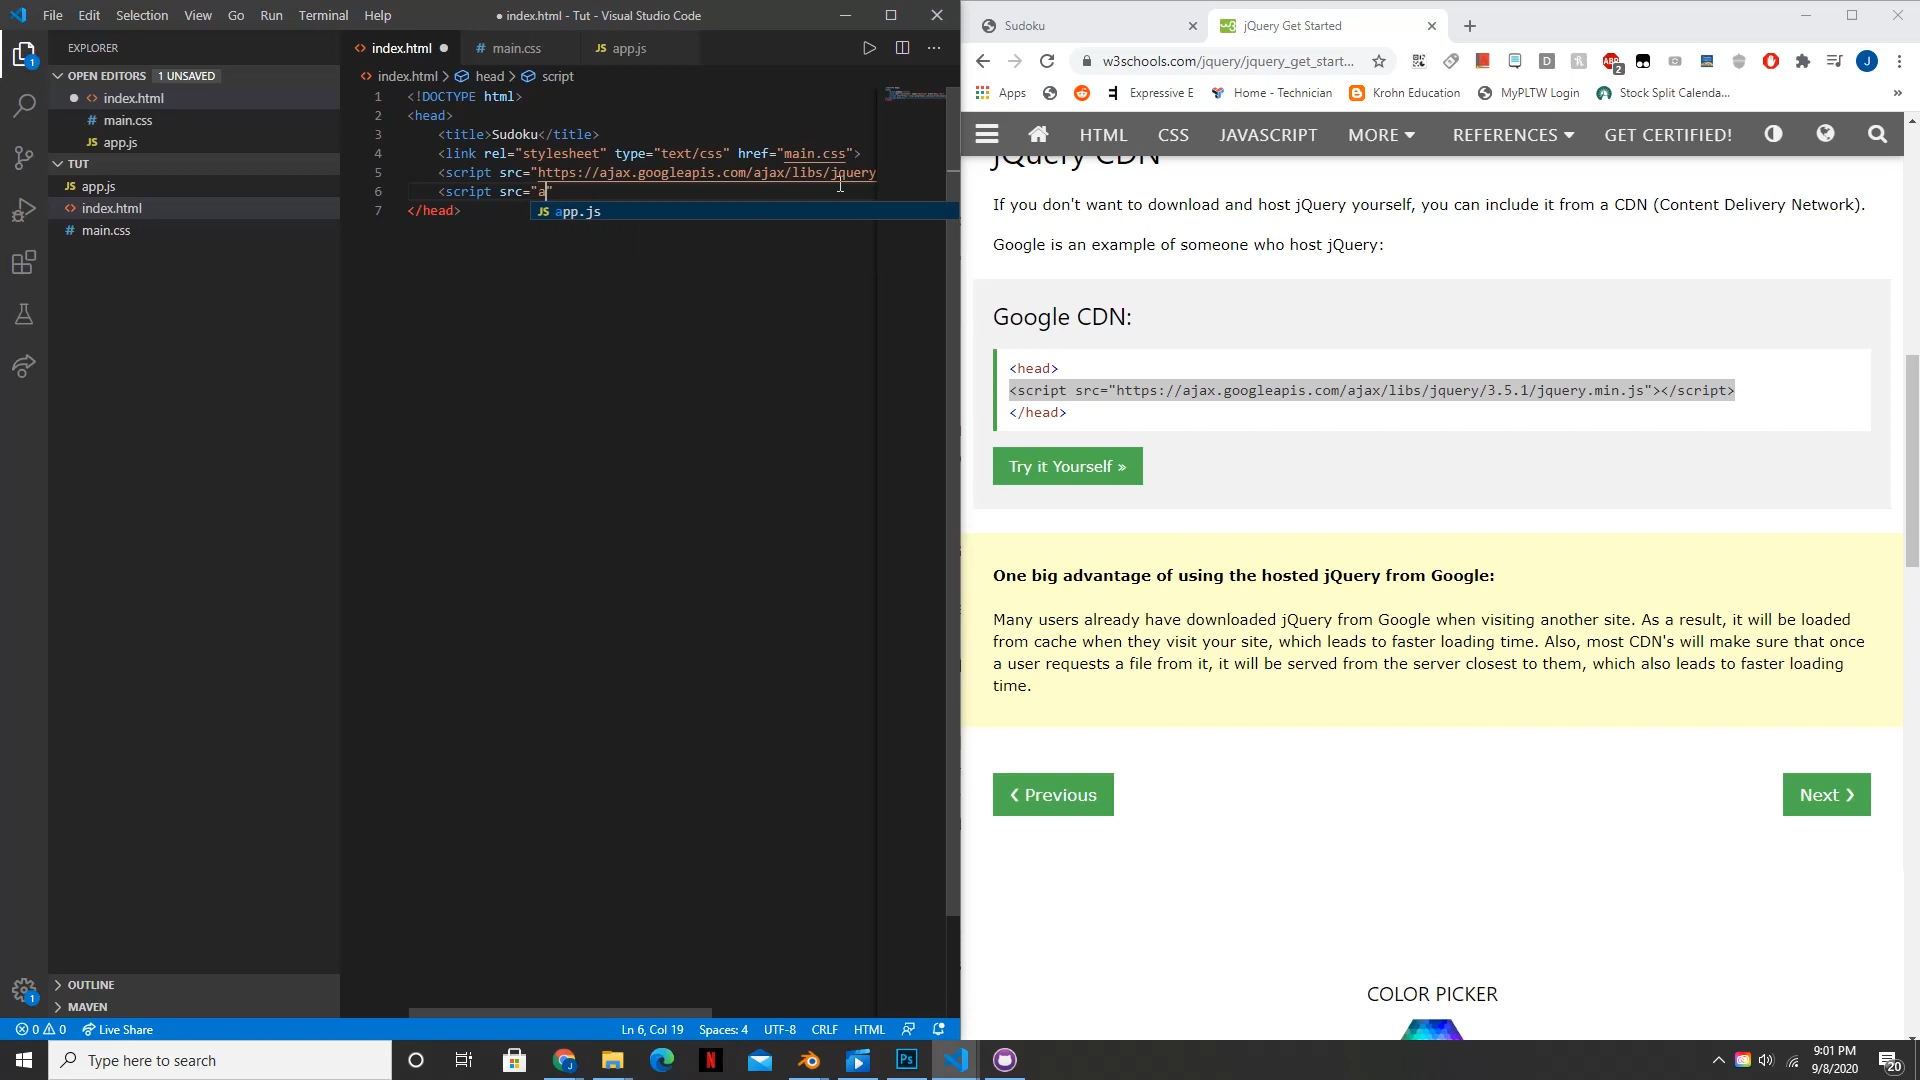 File Edit Selection View Go Run Terminal Help
● index.html - Tut - Visual Studio Code
EXPLORER
OPEN EDITORS 1 UNSAVED
index.html
# main.css
JS app.js
TUT
JS app.js
index.html
# main.css
OUTLINE
MAVEN
index.html ●
# main.css
JS app.js
index.html > head > script
1 <!DOCTYPE html>
2 <head>
3 <title>Sudoku</title>
4 <link rel="stylesheet" type="text/css" href="main.css">
5 <script src="https://ajax.googleapis.com/ajax/libs/jquery
6 <script src="a"
7 </head>
JS app.js
0 0 Live Share
Ln 6, Col 19 Spaces: 4 UTF-8 CRLF HTML
Sudoku
jQuery Get Started
w3schools.com/jquery/jquery_get_start...
ABP 2
D
J
Apps
Expressive E
Home - Technician
Krohn Education
MyPLTW Online
Stock Split Calenda...
»
HTML CSS JAVASCRIPT MORE REFERENCES GET CERTIFIED!
jQuery CDN
If you don't want to download and host jQuery yourself, you can include it from a CDN (Content Delivery Network).
Google is an example of someone who host jQuery:
Google CDN:
<head>
<script src="https://ajax.googleapis.com/ajax/libs/jquery/3.5.1/jquery.min.js"></script>
</head>
Try it Yourself »
One big advantage of using the hosted jQuery from Google:
Many users already have downloaded jQuery from Google when visiting another site. As a result, it will be loaded
from cache when they visit your site, which leads to faster loading time. Also, most CDN's will make sure that once
a user requests a file from it, it will be served from the server closest to them, which also leads to faster loading
time.
❮ Previous
Next ❯
COLOR PICKER
Type here to search
N
Ps
9:01 PM
9/8/2020
20